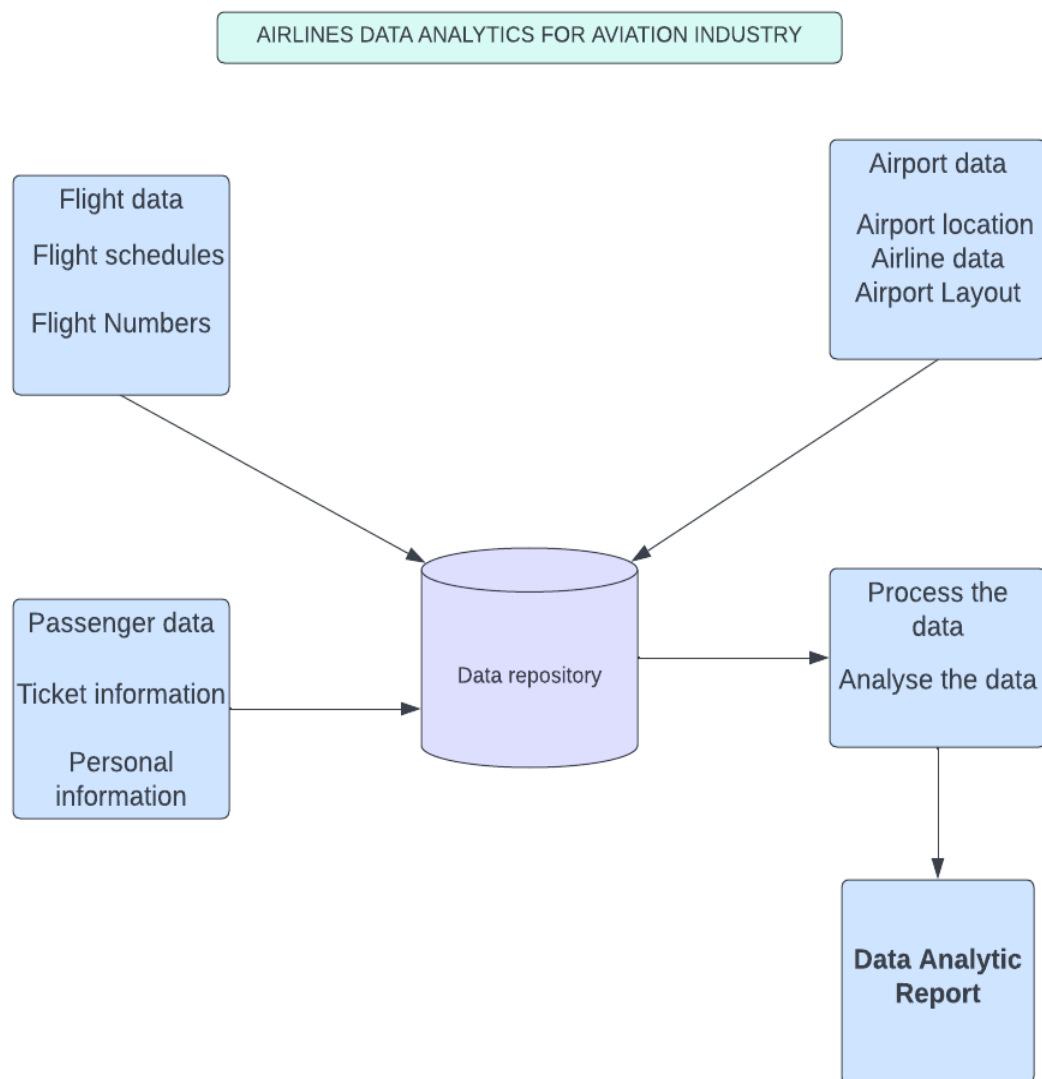 AIRLINES DATA ANALYTICS FOR AVIATION INDUSTRY
Flight data
Flight schedules
Flight Numbers
Airport data
Airport location
Airline data
Airport Layout
Passenger data
Ticket information
Personal
information
Data repository
Process the
data
Analyse the data
Data Analytic
Report